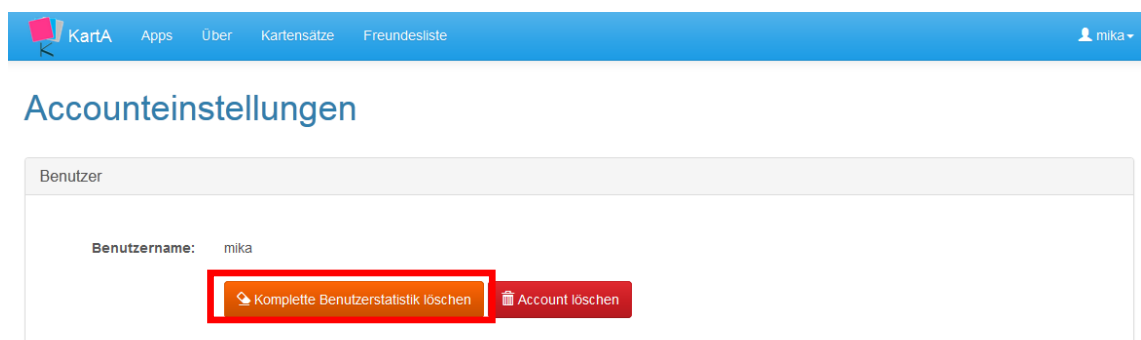 KartA Apps Über Kartensätze Freundesliste mika
Accounteinstellungen
Benutzer
Benutzername: mika
Komplette Benutzerstatistik löschen Account löschen